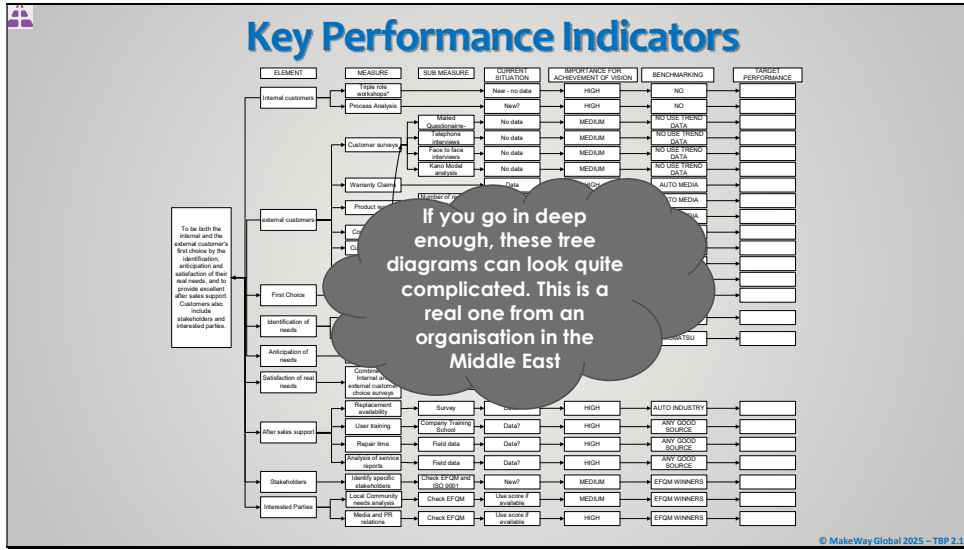 Key Performance Indicators
ELEMENT MEASURE SUB MEASURE CURRENT SITUATION IMPORTANCE FOR ACHIEVEMENT OF VISION BENCHMARKING TARGET PERFORMANCE
Internal customers Triple role workshops* New - no data HIGH NO
Process Analysis New? HIGH NO
Customer surveys Mailed Questionairre- No data MEDIUM NO USE TREND DATA
Telephone interviews No data MEDIUM NO USE TREND DATA
Face to face interviews No data MEDIUM NO USE TREND DATA
Kano Model analysis No data MEDIUM NO USE TREND DATA
Warranty Claims Data HIGH AUTO MEDIA
external customers Product Number of MEDIA
To be both the
internal and the
external customer's
first choice by the
identification,
anticipation and
satisfaction of their
real needs, and to
provide excellent
after sales support.
Customers also
include
stakeholders and
interested parties.
If you go in deep
enough, these tree
diagrams can look quite
complicated. This is a
real one from an
organisation in the
Middle East
First Choice
Identification of needs
Anticipation of needs
Satisfaction of real needs Internal and external customer choice surveys
After sales support Replacement availability Survey HIGH AUTO INDUSTRY
User training Company Training School Data? HIGH ANY GOOD SOURCE
Repair time Field data Data? HIGH ANY GOOD SOURCE
Analysis of service reports Field data Data? HIGH ANY GOOD SOURCE
Stakeholders Identify specific stakeholders Check EFQM and ISO 9001 New? MEDIUM EFQM WINNERS
Interested Parties Local Community needs analysis Check EFQM Use score if available MEDIUM EFQM WINNERS
Media and PR relations Check EFQM Use score if available HIGH EFQM WINNERS
© MakeWay Global 2025 – TBP 2.1